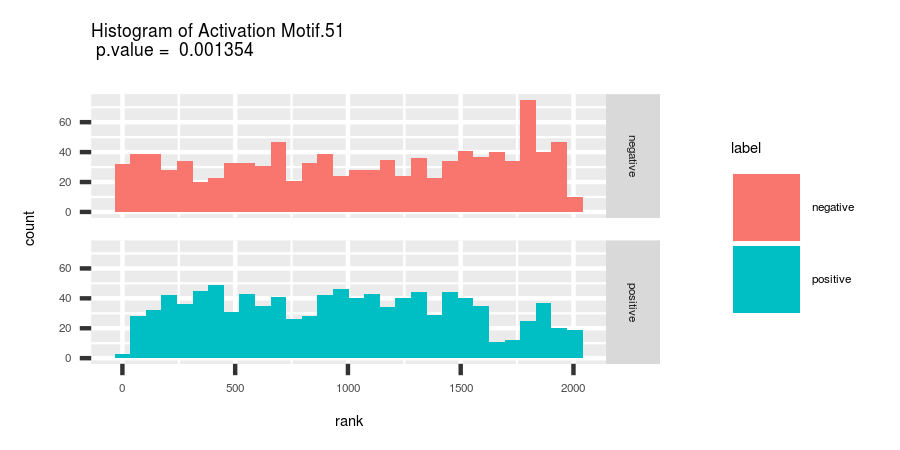 Histogram of Activation Motif.51
p.value = 0.001354
count
60
40
20
0
negative
60
40
20
0
positive
0 500 1000 1500 2000
rank
label
negative
positive